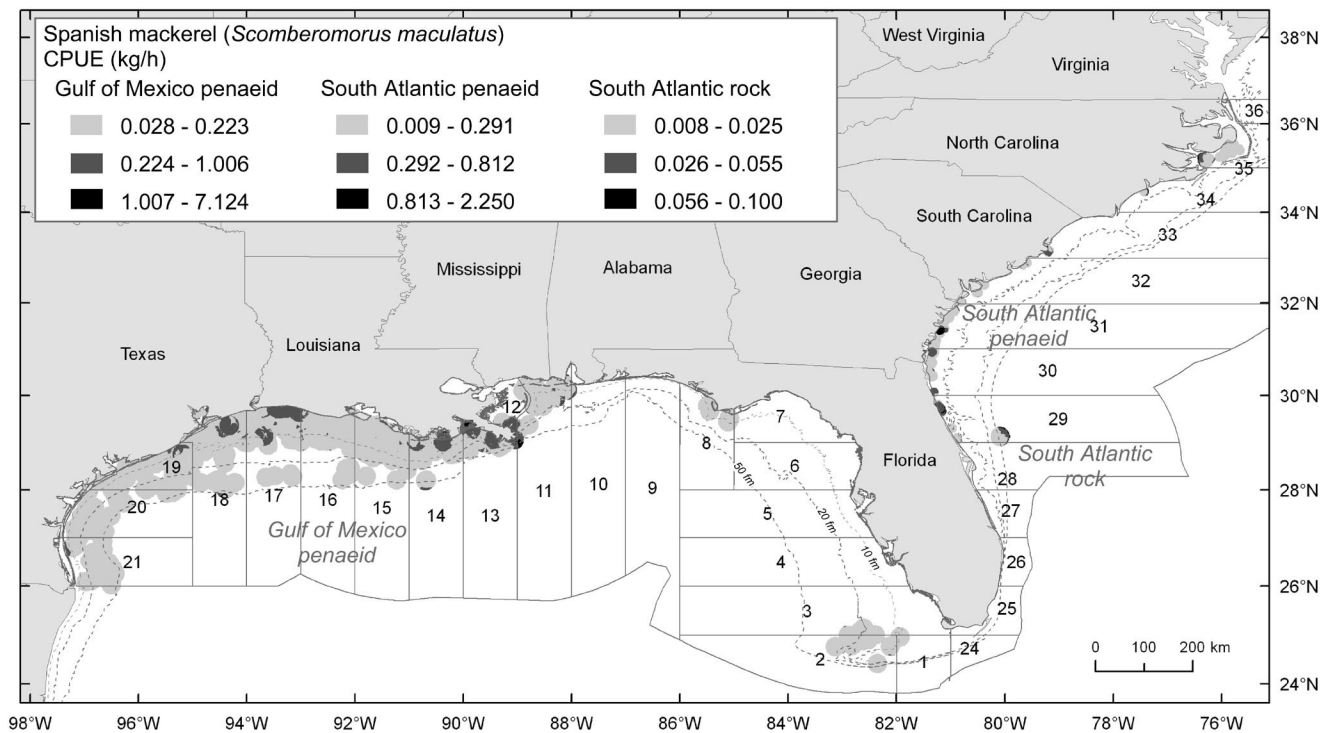 Spanish mackerel (Scomberomorus maculatus)
CPUE (kg/h)
Gulf of Mexico penaeid
0.028 - 0.223
0.224 - 1.006
1.007 - 7.124
South Atlantic penaeid
0.009 - 0.291
0.292 - 0.812
0.813 - 2.250
South Atlantic rock
0.008 - 0.025
0.026 - 0.055
0.056 - 0.100
West Virginia
Virginia
North Carolina
South Carolina
Mississippi
Alabama
Georgia
Texas
Louisiana
Florida
South Atlantic
penaeid
South Atlantic
rock
Gulf of Mexico
penaeid
36
35
34
33
32
31
30
29
28
27
26
25
24
1
2
3
4
5
6
7
8
9
10
11
12
13
14
15
16
17
18
19
20
21
50 fm
20 fm
10 fm
0 100 200 km
38°N
36°N
34°N
32°N
30°N
28°N
26°N
24°N
98°W 96°W 94°W 92°W 90°W 88°W 86°W 84°W 82°W 80°W 78°W 76°W